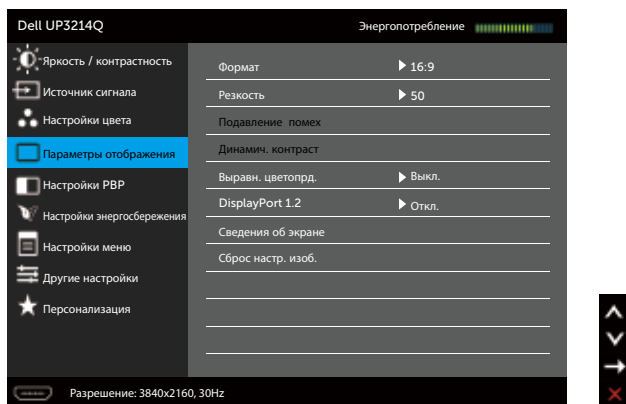 Dell UP3214Q
Энергопотребление
Яркость / контрастность
Источник сигнала
Настройки цвета
Параметры отображения
Настройки PBP
Настройки энергосбережения
Настройки меню
Другие настройки
Персонализация
Формат 16:9
Резкость 50
Подавление помех
Динамич. контраст
Выравн. цветопрд. Выкл.
DisplayPort 1.2 Откл.
Сведения об экране
Сброс настр. изоб.
Разрешение: 3840x2160, 30Hz